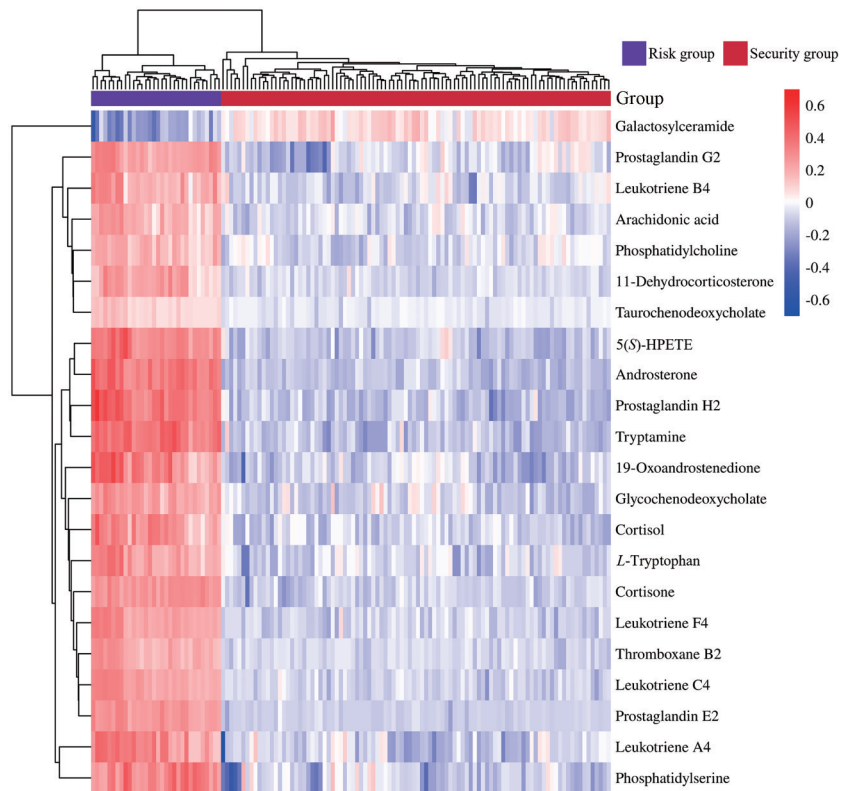 Risk group Security group
Group
Galactosylceramide
Prostaglandin G2
Leukotriene B4
Arachidonic acid
Phosphatidylcholine
11-Dehydrocorticosterone
Taurochenodeoxycholate
5(S)-HPETE
Androsterone
Prostaglandin H2
Tryptamine
19-Oxoandrostenedione
Glycochenodeoxycholate
Cortisol
L-Tryptophan
Cortisone
Leukotriene F4
Thromboxane B2
Leukotriene C4
Prostaglandin E2
Leukotriene A4
Phosphatidylserine
0.6
0.4
0.2
0
-0.2
-0.4
-0.6